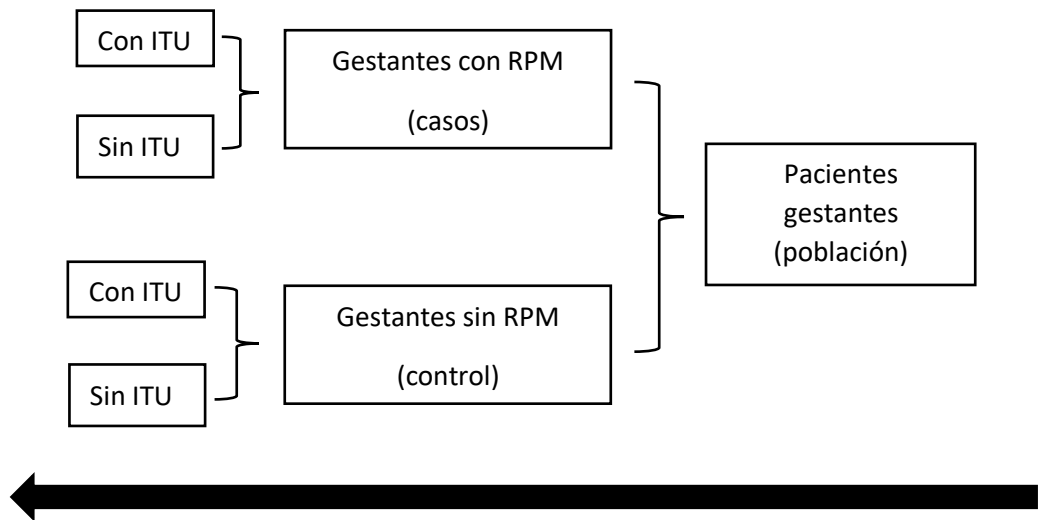 Con ITU
Sin ITU
Gestantes con RPM
(casos)
Con ITU
Sin ITU
Gestantes sin RPM
(control)
Pacientes
gestantes
(población)